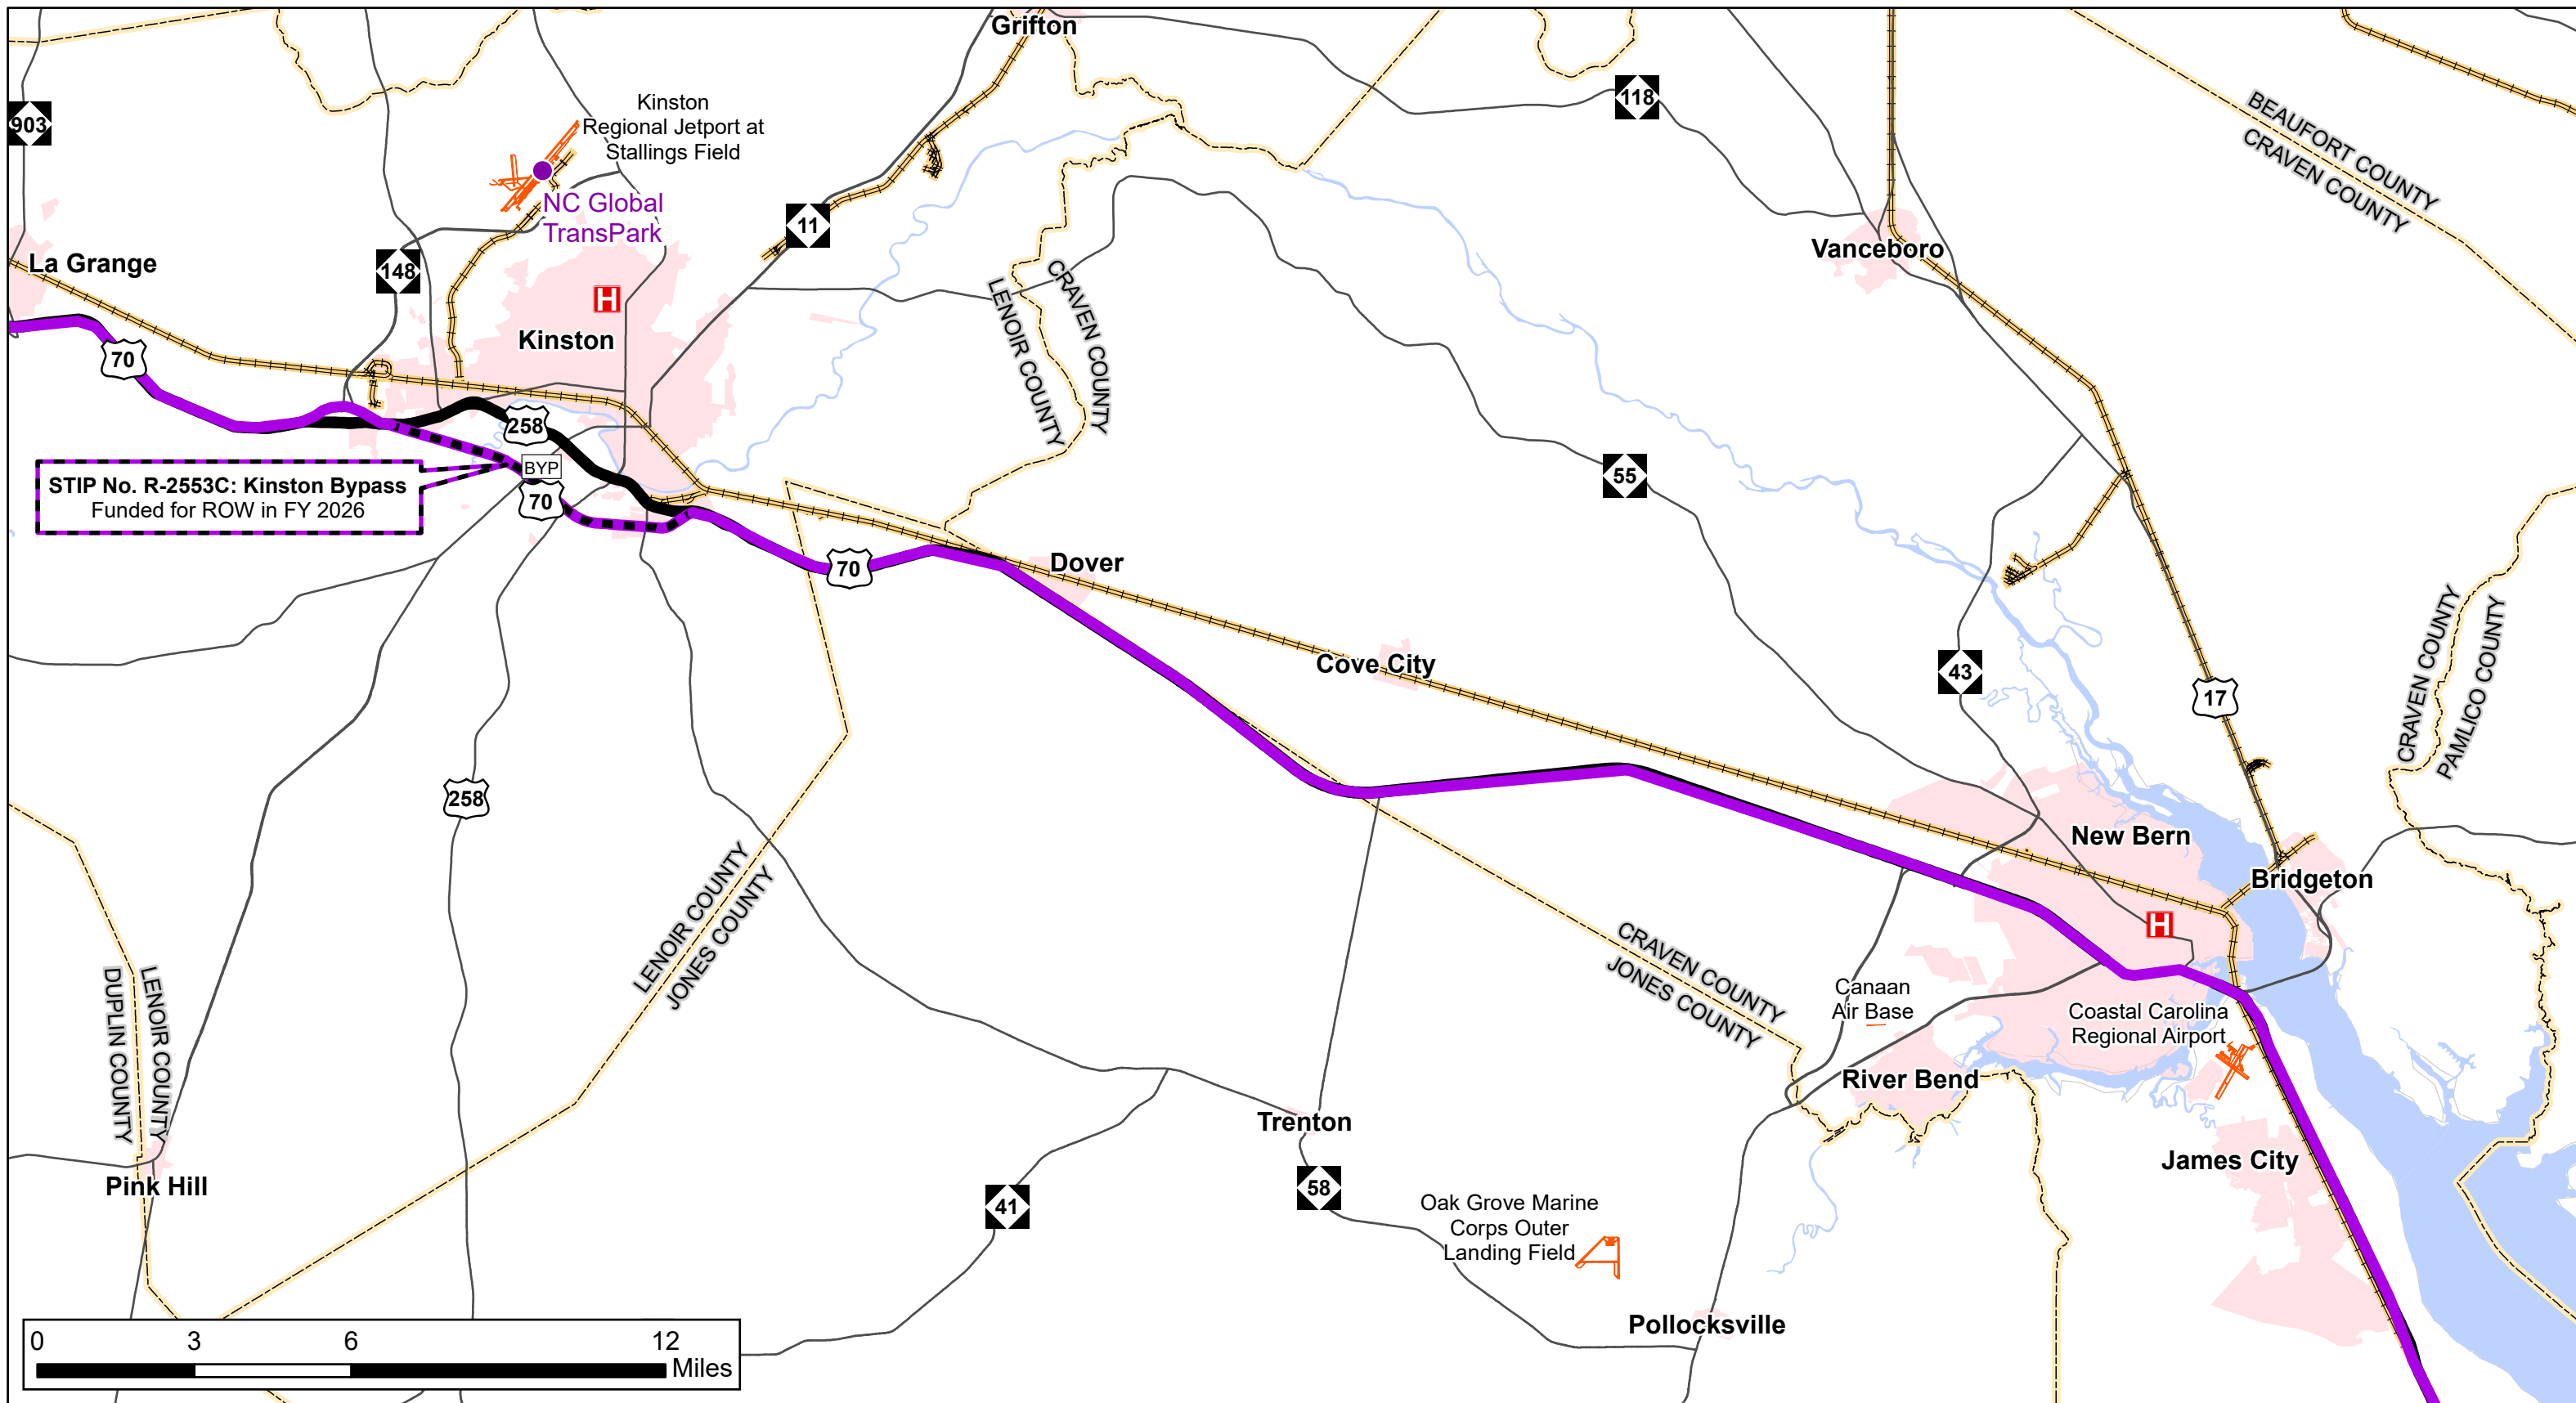 Grifton
903
Kinston
Regional Jetport at
Stallings Field
118
BEAUFORT COUNTY
CRAVEN COUNTY
NC Global
TransPark
11
148
La Grange
Vanceboro
LENOIR COUNTY
CRAVEN COUNTY
H
Kinston
70
258
BYP
70
STIP No. R-2553C: Kinston Bypass
Funded for ROW in FY 2026
55
70
Dover
Cove City
43
17
CRAVEN COUNTY
PAMLICO COUNTY
258
LENOIR COUNTY
JONES COUNTY
New Bern
Bridgeton
H
CRAVEN COUNTY
JONES COUNTY
DUPLIN COUNTY
LENOIR COUNTY
Canaan
Air Base
Coastal Carolina
Regional Airport
River Bend
Trenton
James City
Pink Hill
41
58
Oak Grove Marine
Corps Outer
Landing Field
Pollocksville
0 3 6 12
Miles